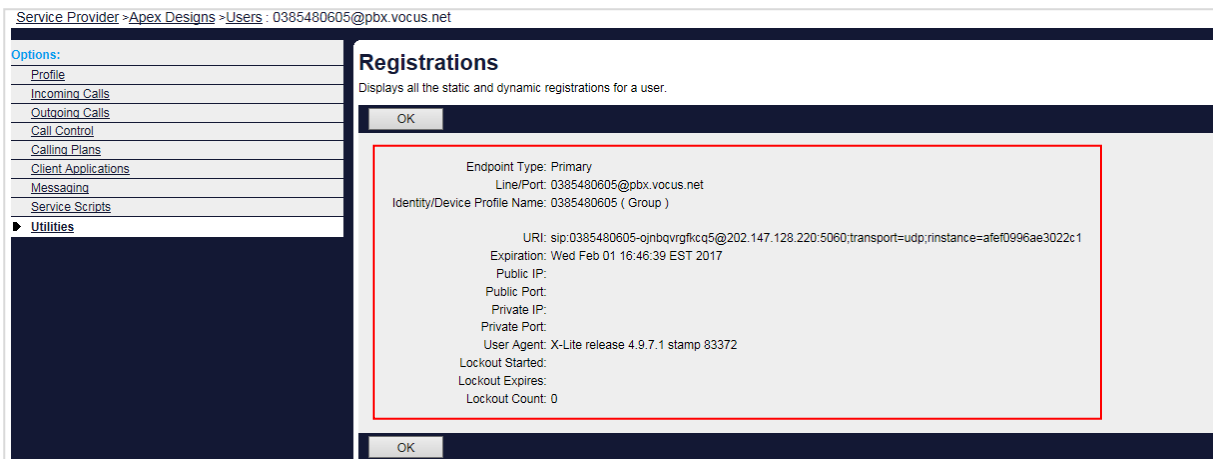 Service Provider >Apex Designs >Users : 0385480605@pbx.vocus.net
Options:
Profile
Incoming Calls
Outgoing Calls
Call Control
Calling Plans
Client Applications
Messaging
Service Scripts
Utilities
Registrations
Displays all the static and dynamic registrations for a user.
OK
Endpoint Type: Primary
Line/Port: 0385480605@pbx.vocus.net
Identity/Device Profile Name: 0385480605 ( Group )
URI: sip:0385480605-ojnbqvrgfkcq5@202.147.128.220:5060;transport=udp;rinstance=afef0996ae3022c1
Expiration: Wed Feb 01 16:46:39 EST 2017
Public IP:
Public Port:
Private IP:
Private Port:
User Agent: X-Lite release 4.9.7.1 stamp 83372
Lockout Started:
Lockout Expires:
Lockout Count: 0
OK